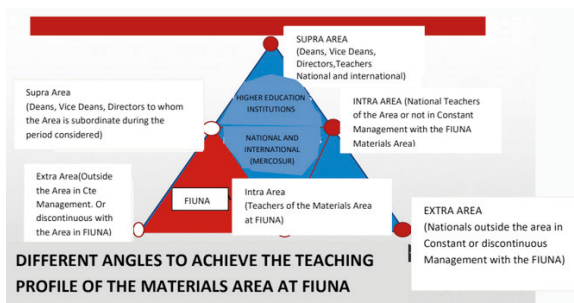 SUPRA AREA
(Deans, Vice Deans,
Directors,Teachers
National and international)
Supra Area
(Deans, Vice Deans, Directors to whom
the Area is subordinate during the
period considered)
HIGHER EDUCATION
INSTITUTIONS
INTRA AREA (National Teachers
of the Area or not in Constant
Management with the FIUNA
Materials Area)
NATIONAL AND
INTERNATIONAL
(MERCOSUR)
Extra Area(Outside
the Area in Cte
Management. Or
discontinuous with
the Area in FIUNA)
FIUNA
Intra Area
(Teachers of the Materials Area
at FIUNA)
EXTRA AREA
(Nationals outside the area in
Constant or discontinuous
Management with the FIUNA)
DIFFERENT ANGLES TO ACHIEVE THE TEACHING
PROFILE OF THE MATERIALS AREA AT FIUNA